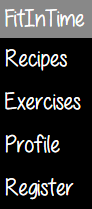 FitInTime
Recipes
Exercises
Profile
Register